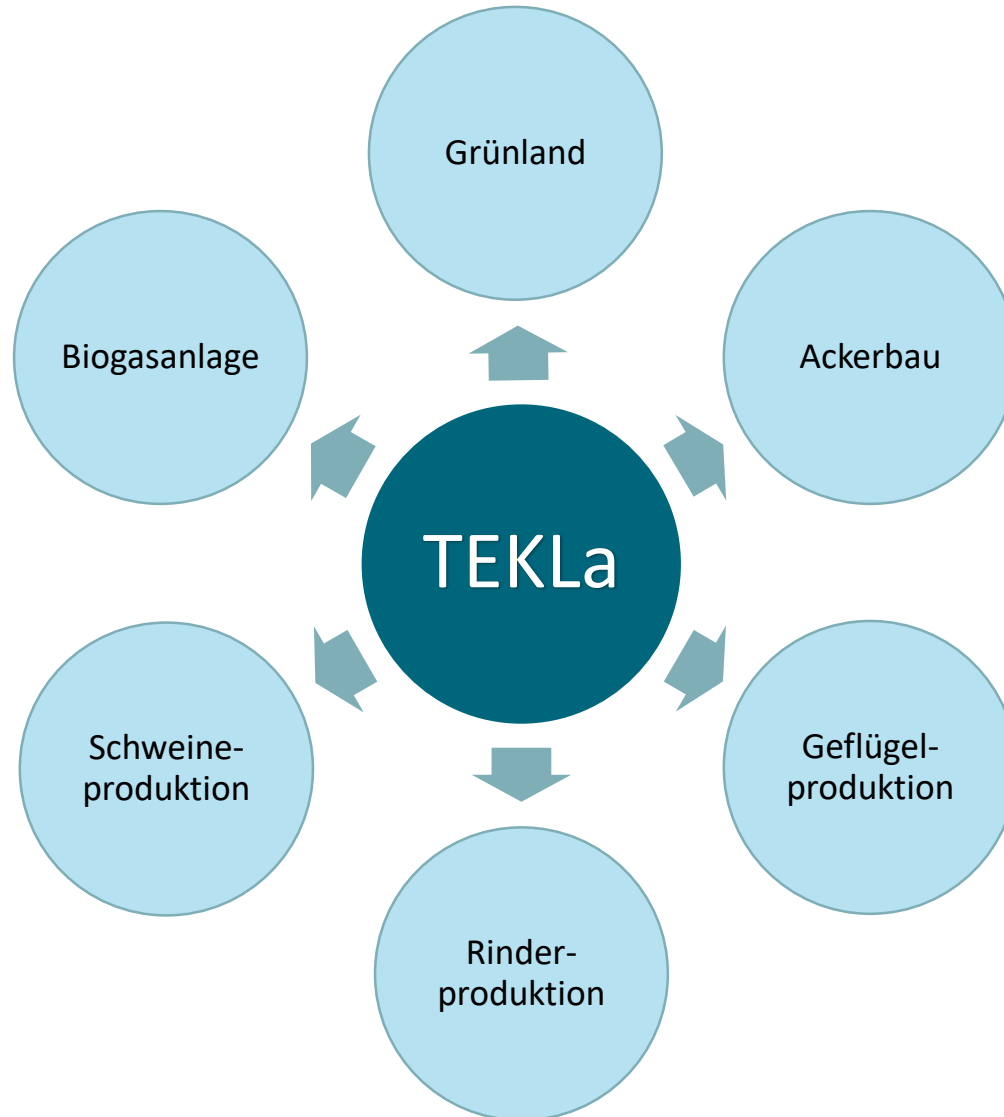 Grünland
Biogasanlage
Ackerbau
TEKLa
Schweine-
produktion
Geflügel-
produktion
Rinder-
produktion